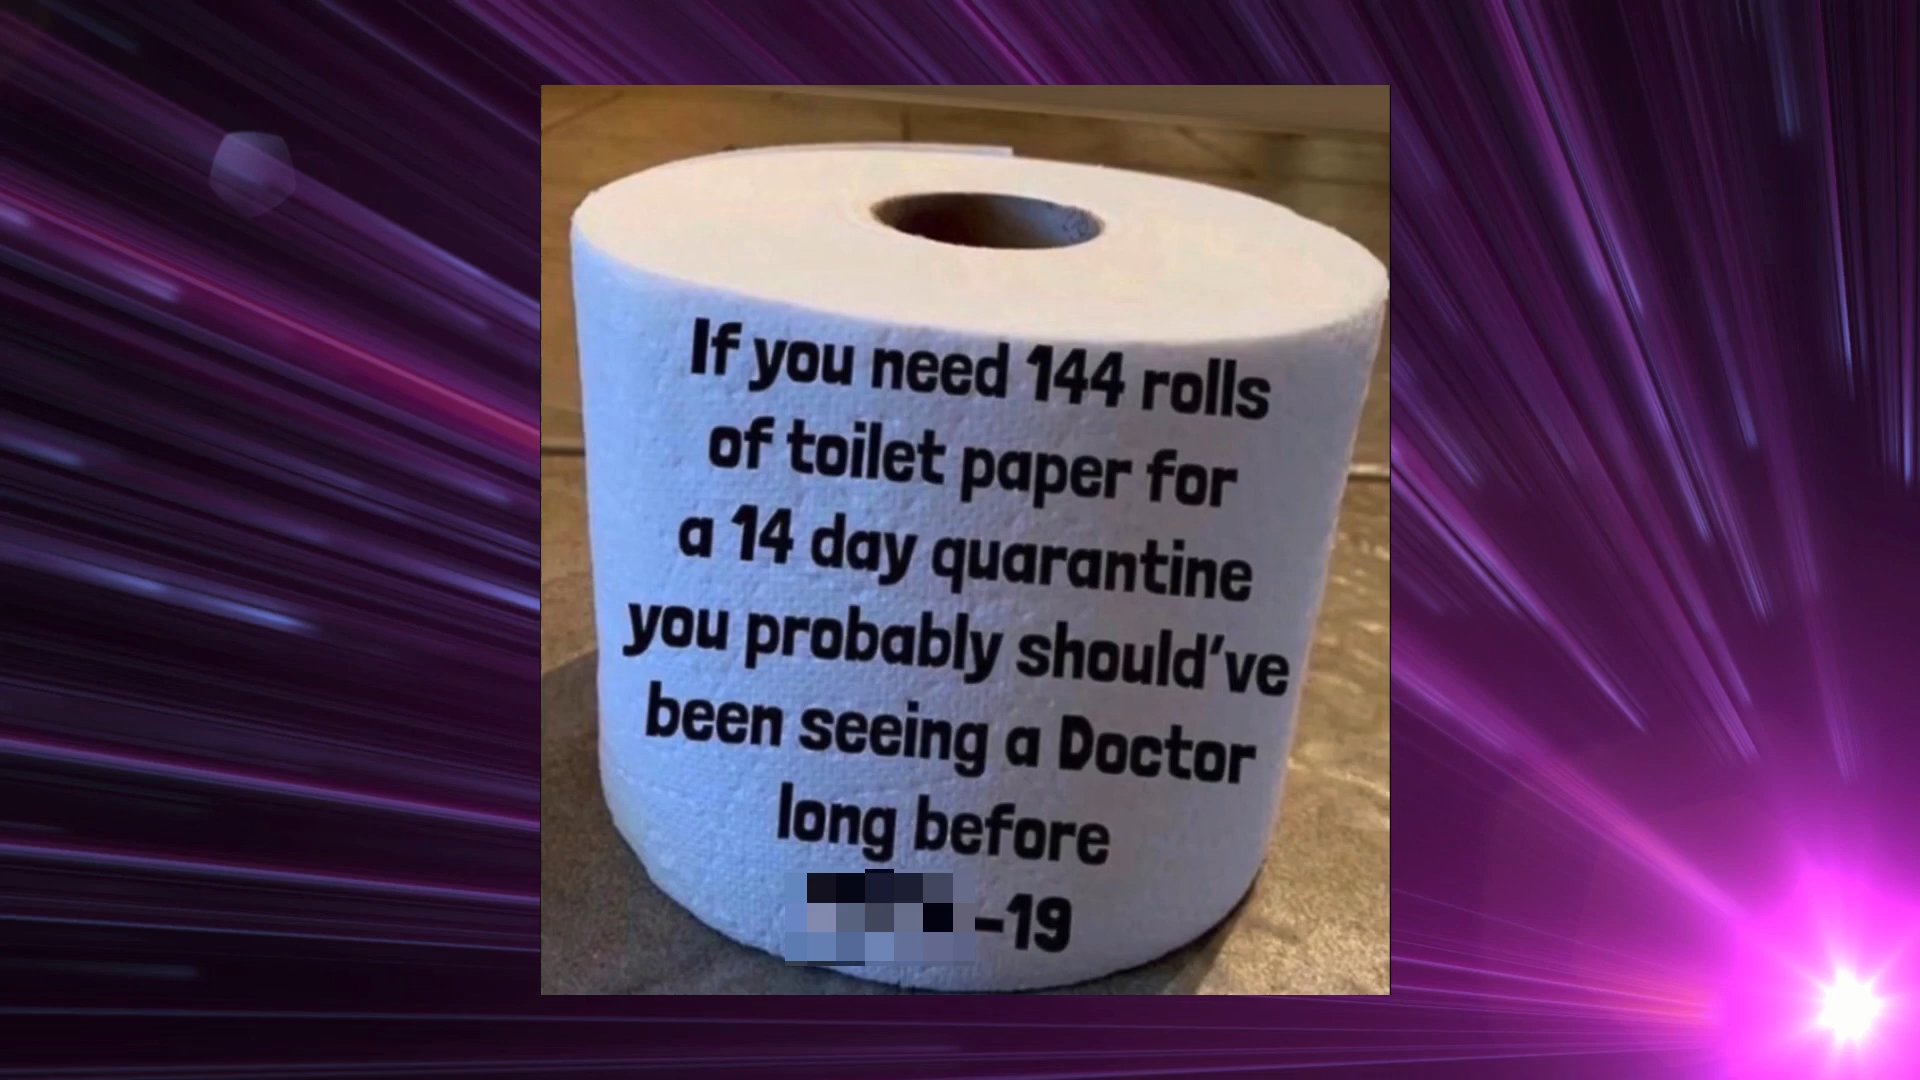 If you need 144 rolls
of toilet paper for
a 14 day quarantine
you probably should've
been seeing a Doctor
long before
-19